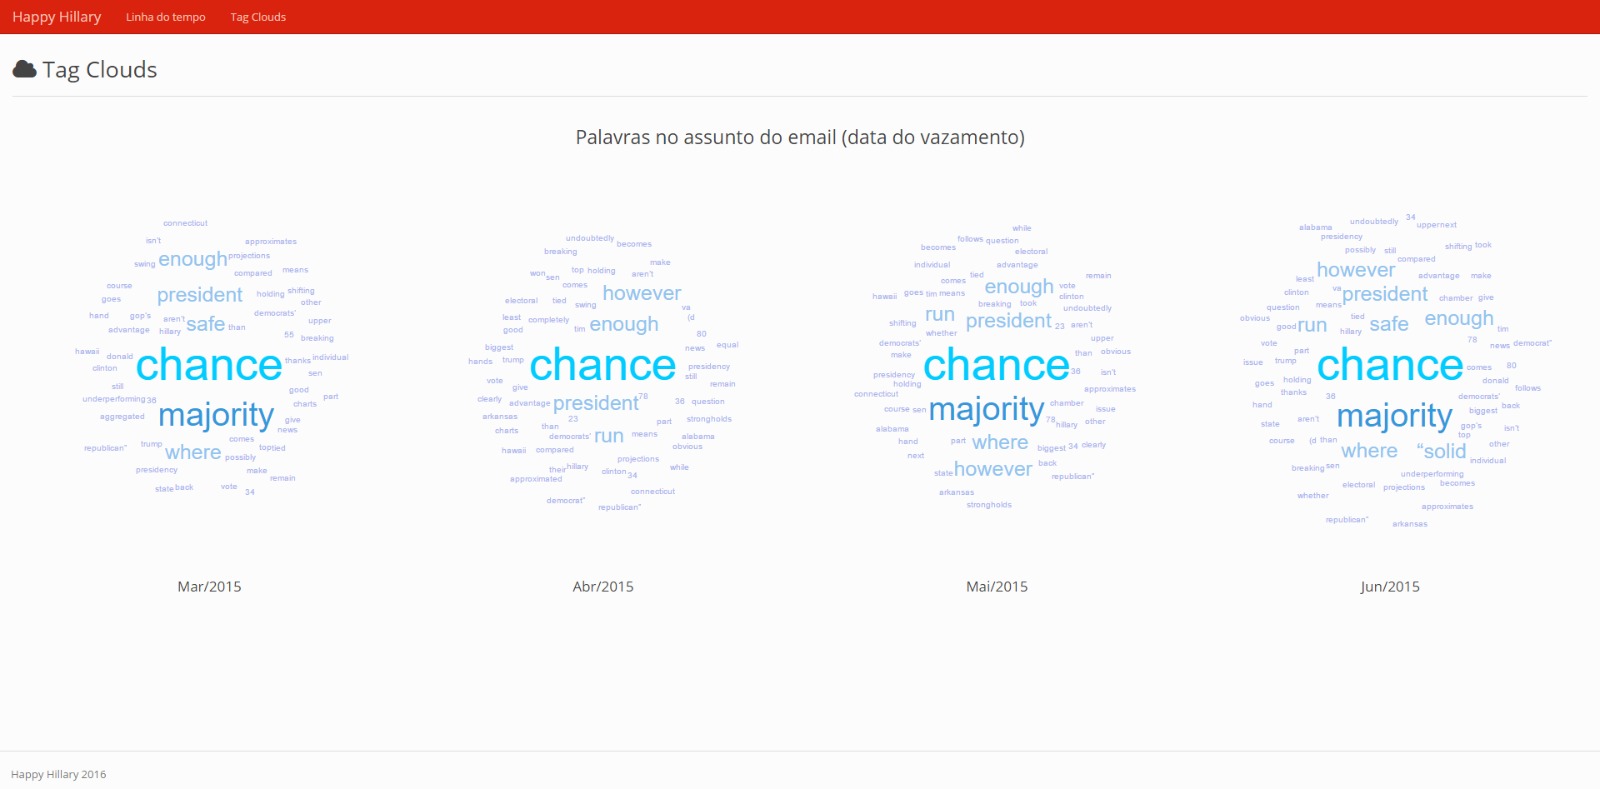 Happy Hillary Linha do tempo Tag Clouds
Tag Clouds
Palavras no assunto do email (data do vazamento)
connecticut
isn't approximates
enough projections
swing compared means
course president holding shifting
goes other
hand gop's aren't safe than democrats' upper
advantage hillary 55 breaking
hawaii donald chance thanks individual
clinton sen
still good
underperforming 36 majority charts part
aggregated give
news
republican" trump where comes top tied
possibly
presidency make
remain
state back vote 34
Mar/2015
undoubtedly becomes
breaking
make
won sen top holding aren't
comes
electoral tied swing however va
least completely tim enough (d
good 80
biggest news equal
hands trump chance presidency
still
vote give remain
clearly advantage president 78 36 question
arkansas 23 part strongholds
charts than democrats' run means alabama
hawaii compared obvious
projections
their hillary while
approximated clinton 34
connecticut
democrat" republican"
Abr/2015
while
follows question
becomes electoral
individual advantage
comes tied remain
hawaii goes tim means enough vote clinton
breaking took undoubtedly
shifting run president 23 aren't
whether
democrats' upper
make than obvious
presidency chance 36 isn't
holding
connecticut approximates
course sen majority chamber issue
alabama 78 hillary other
hand part where biggest 34 clearly
next
state however back republican"
arkansas
strongholds
Mai/2015
undoubtedly 34
alabama uppernext
presidency
possibly still shifting took
however compared
least advantage make
clinton va president chamber give
question means
obvious good run tied safe enough tim
hillary
vote 78 news democrat"
issue trump part chance comes 80
goes holding donald
thanks follows
hand 36 majority democrats' back
biggest
state aren't gop's isn't
top
course (d than where “solid other
breaking sen individual
underperforming
electoral projections becomes
whether
approximates
republican" arkansas
Jun/2015
Happy Hillary 2016